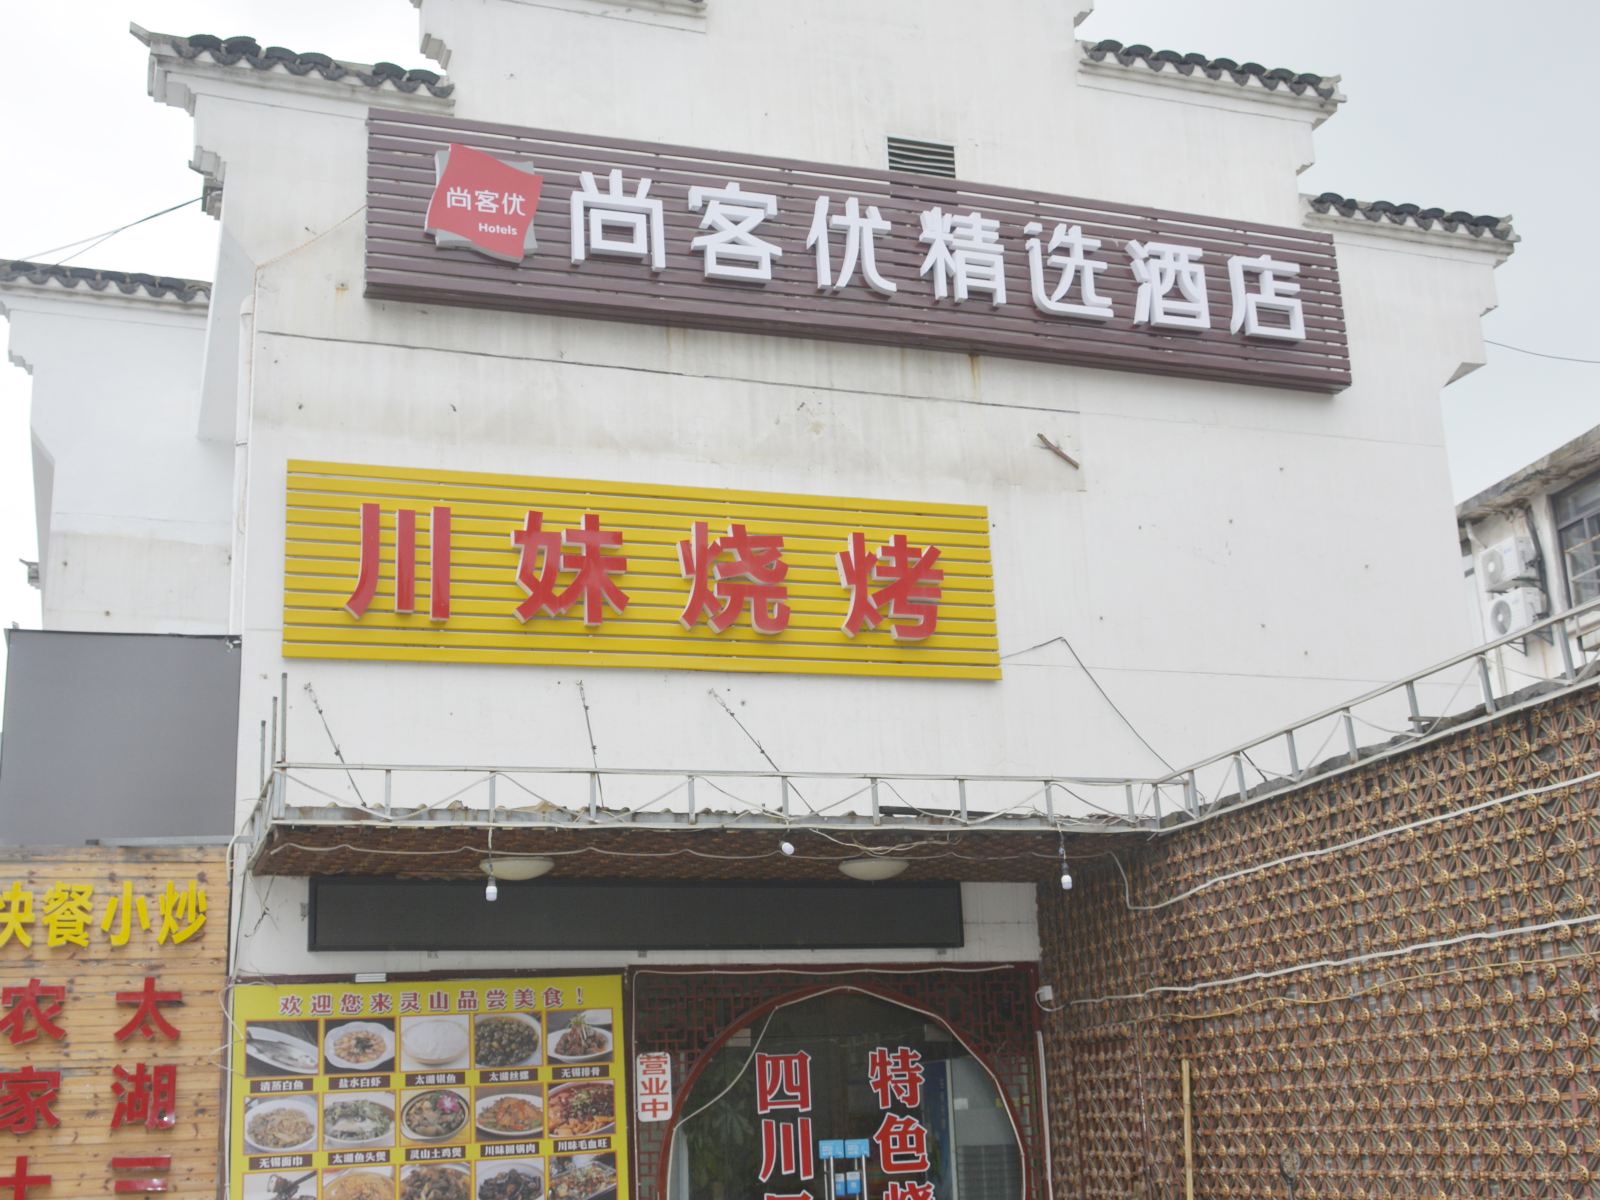 尚客优
Hotels
尚客优精选酒店
川妹烧烤
快餐小炒
农家
太湖三
欢迎您来灵山品尝美食！
清蒸白鱼 盐水白虾 太湖银鱼 太湖丝螺 无锡排骨
无锡面巾 太湖鱼头煲 灵山土鸡煲 川味回锅肉 川味毛血旺
营业中
四川
特色烧